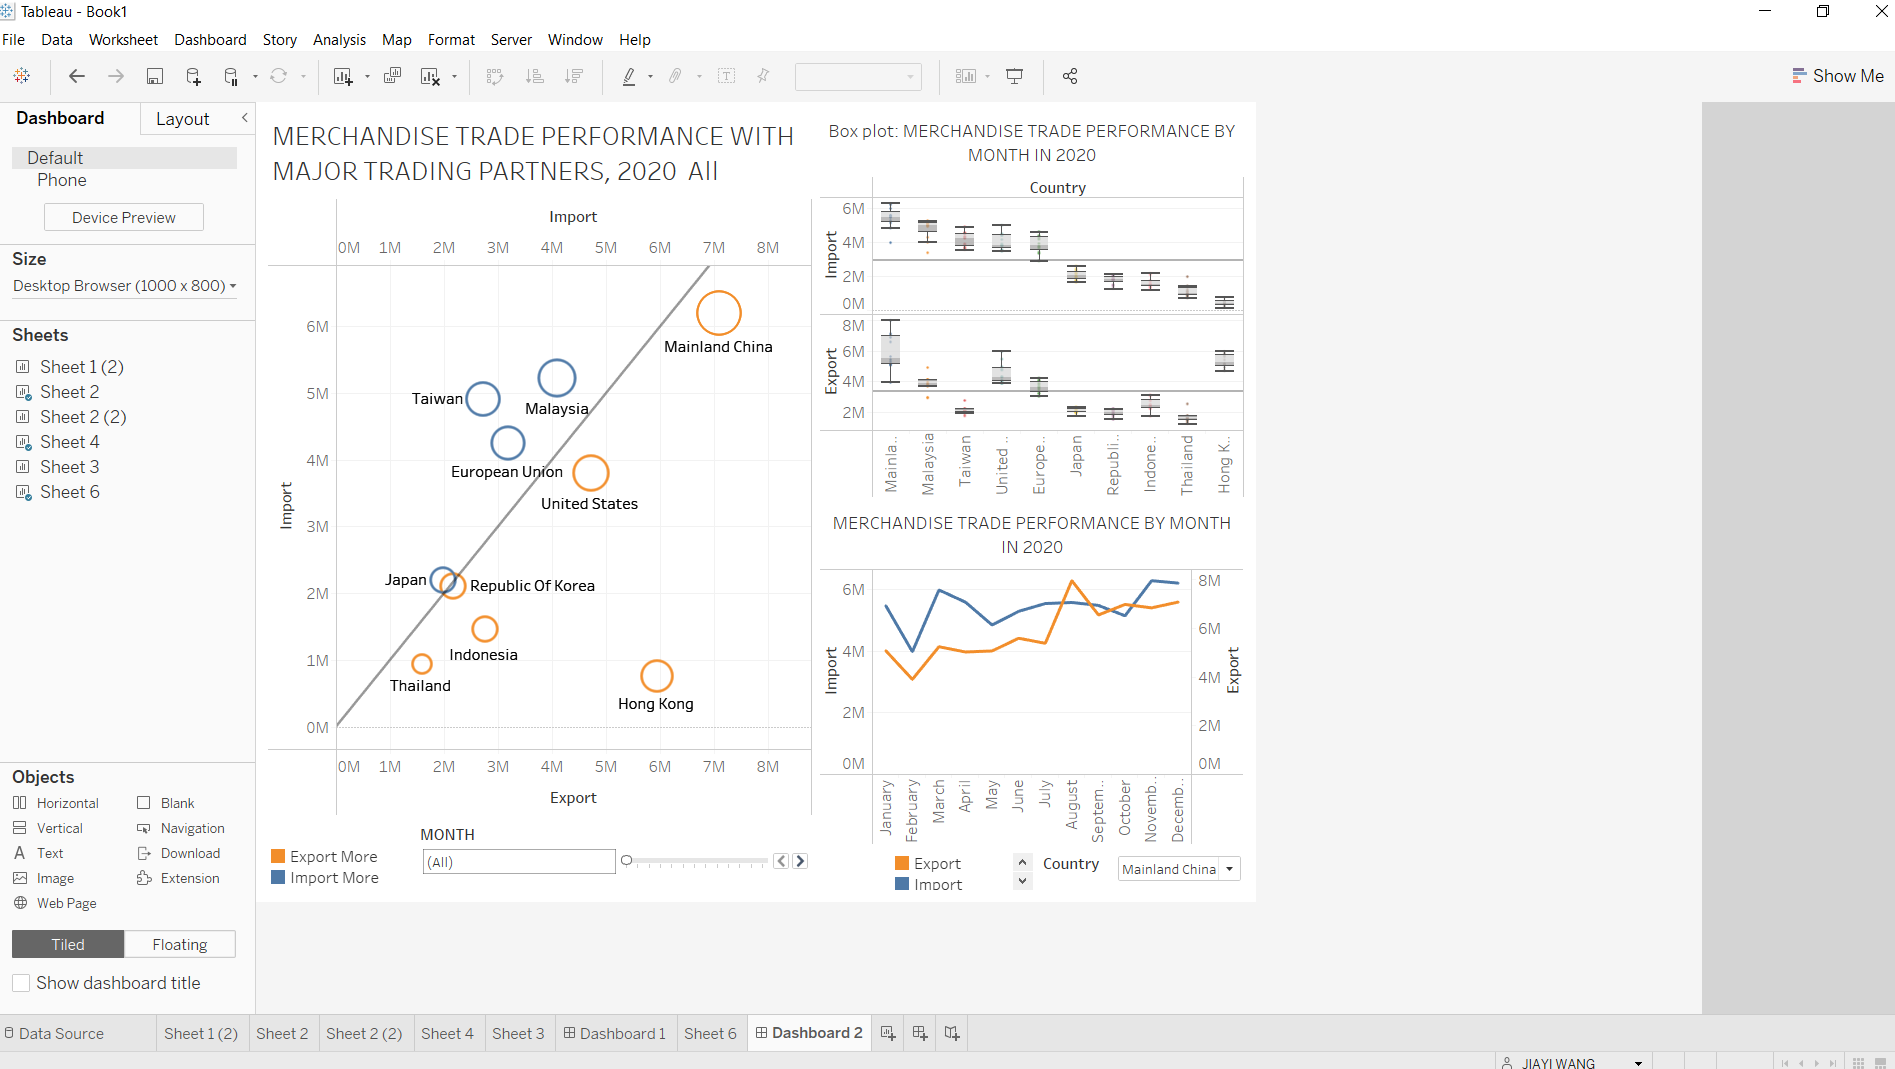 Tableau - Book1
File Data Worksheet Dashboard Story Analysis Map Format Server Window Help
Show Me
Dashboard Layout
Default
Phone
Device Preview
Size
Desktop Browser (1000 x 800)
Sheets
Sheet 1 (2)
Sheet 2
Sheet 2 (2)
Sheet 4
Sheet 3
Sheet 6
Objects
Horizontal Blank
Vertical Navigation
Text Download
Image Extension
Web Page
Tiled Floating
Show dashboard title
MERCHANDISE TRADE PERFORMANCE WITH
MAJOR TRADING PARTNERS, 2020 All
Import
0M 1M 2M 3M 4M 5M 6M 7M 8M
Import
6M
5M
4M
3M
2M
1M
0M
Mainland China
Taiwan
Malaysia
European Union
United States
Japan
Republic Of Korea
Indonesia
Thailand
Hong Kong
0M 1M 2M 3M 4M 5M 6M 7M 8M
Export
Export More
Import More
MONTH
(All)
Box plot: MERCHANDISE TRADE PERFORMANCE BY
MONTH IN 2020
Country
Import
6M
4M
2M
0M
Export
8M
6M
4M
2M
Mainla..
Malaysia
Taiwan
United ..
Europe..
Japan
Republi..
Indone..
Thailand
Hong K..
MERCHANDISE TRADE PERFORMANCE BY MONTH
IN 2020
Import
6M
4M
2M
0M
8M
6M
4M
2M
0M
Export
January
February
March
April
May
June
July
August
Septem..
October
Novemb..
Decemb..
Export
Import
Country
Mainland China
Data Source
Sheet 1 (2)
Sheet 2
Sheet 2 (2)
Sheet 4
Sheet 3
Dashboard 1
Sheet 6
Dashboard 2
JIAYI WANG